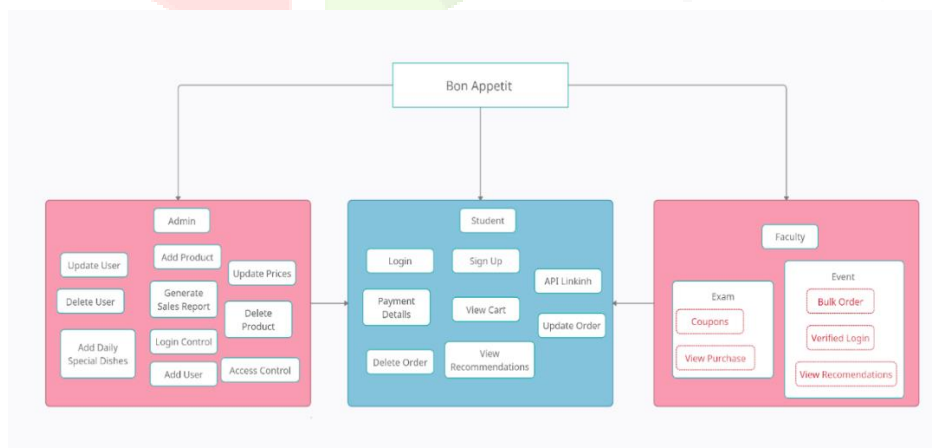 Bon Appetit
Admin
Update User
Add Product
Update Prices
Delete User
Generate
Sales Report
Delete
Product
Add Daily
Special Dishes
Login Control
Add User
Access Control
Student
Login
Sign Up
API Linkinh
Payment
Details
View Cart
Update Order
Delete Order
View
Recommendations
Faculty
Exam
Coupons
View Purchase
Event
Bulk Order
Verified Login
View Recomendations